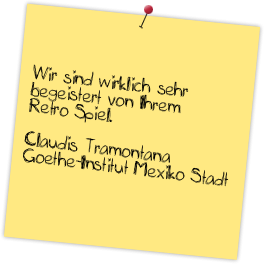 Wir sind wirklich sehr
begeistert von Ihrem
Retro Spiel.
Claudis Tramontana
Goethe-Institut Mexiko Stadt